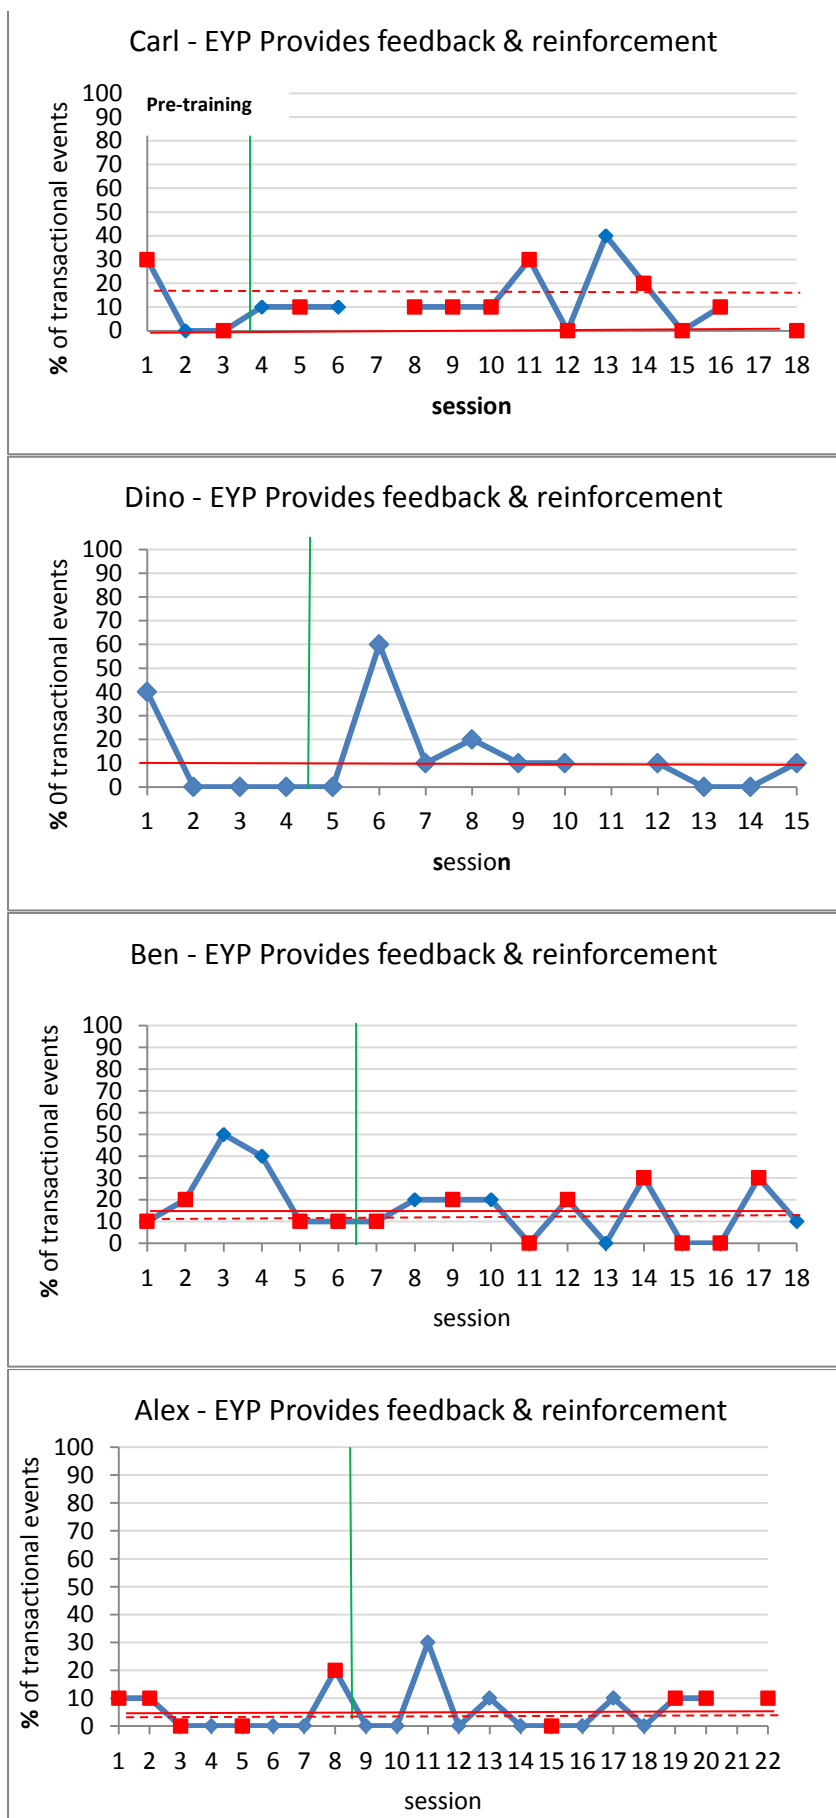 Carl - EYP Provides feedback & reinforcement
% of transactional events
100
90
80
70
60
50
40
30
20
10
0
Pre-training
1 2 3 4 5 6 7 8 9 10 11 12 13 14 15 16 17 18
session
Dino - EYP Provides feedback & reinforcement
% 0f transactional events
100
90
80
70
60
50
40
30
20
10
0
1 2 3 4 5 6 7 8 9 10 11 12 13 14 15
session
Ben - EYP Provides feedback & reinforcement
% of transactional events
100
90
80
70
60
50
40
30
20
10
0
1 2 3 4 5 6 7 8 9 10 11 12 13 14 15 16 17 18
session
Alex - EYP Provides feedback & reinforcement
% of transactional events
100
90
80
70
60
50
40
30
20
10
0
1 2 3 4 5 6 7 8 9 10 11 12 13 14 15 16 17 18 19 20 21 22
session